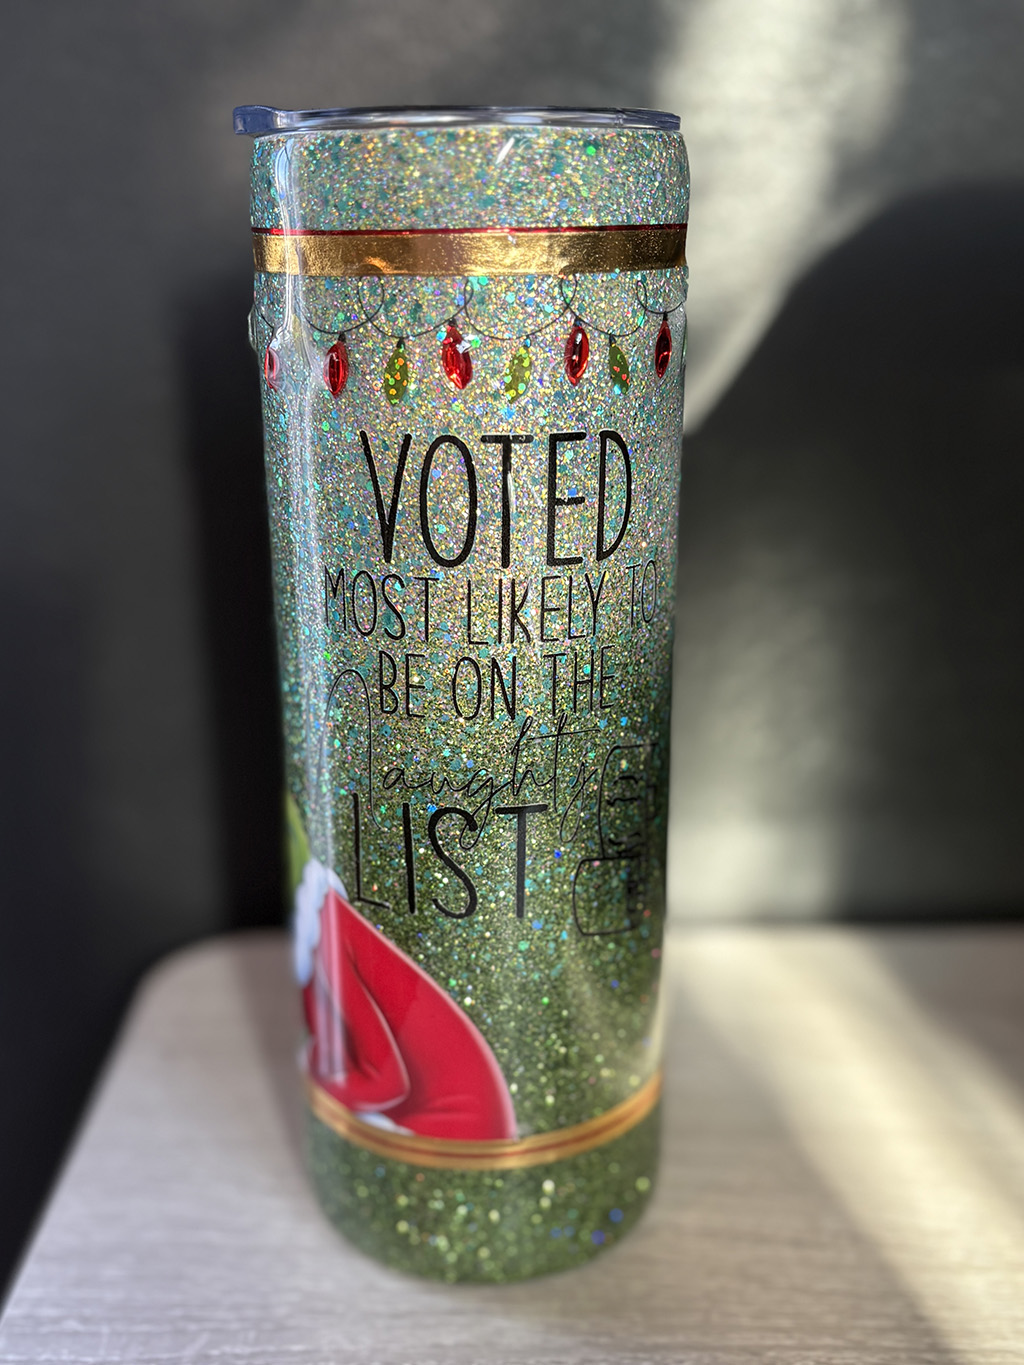 VOTED
MOST LIKELY TO
BE ON THE
Naughty
LIST